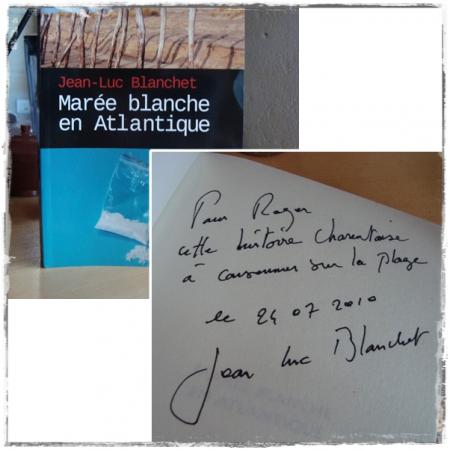 Jean-Luc Blanchet
Marée blanche
en Atlantique
Pour Roger
cette histoire Charentaise
à consommer sur la plage
le 24 07 2010
Jean Luc Blanchet